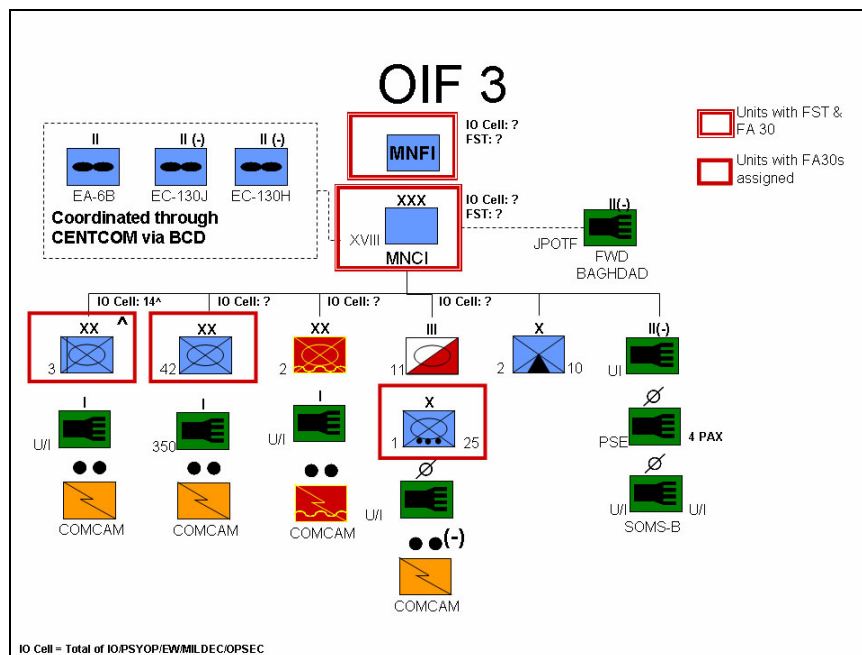 OIF 3
IO Cell: ?
FST: ?
MNFI
Units with FST &
FA 30
Units with FA30s
assigned
II
II (-)
II (-)
EA-6B
EC-130J
EC-130H
Coordinated through
CENTCOM via BCD
XXX
XVIII
MNCI
IO Cell: ?
FST: ?
II(-)
JPOTF
FWD
BAGHDAD
IO Cell: 14^
IO Cell: ?
IO Cell: ?
IO Cell: ?
XX
^
3
XX
42
XX
2
III
11
X
2
10
II(-)
UI
I
U/I
I
350
I
U/I
X
1
25
Ø
PSE
4 PAX
COMCAM
COMCAM
COMCAM
Ø
U/I
(-)
COMCAM
Ø
U/I
U/I
SOMS-B
IO Cell = Total of IO/PSYOP/EW/MILDEC/OPSEC